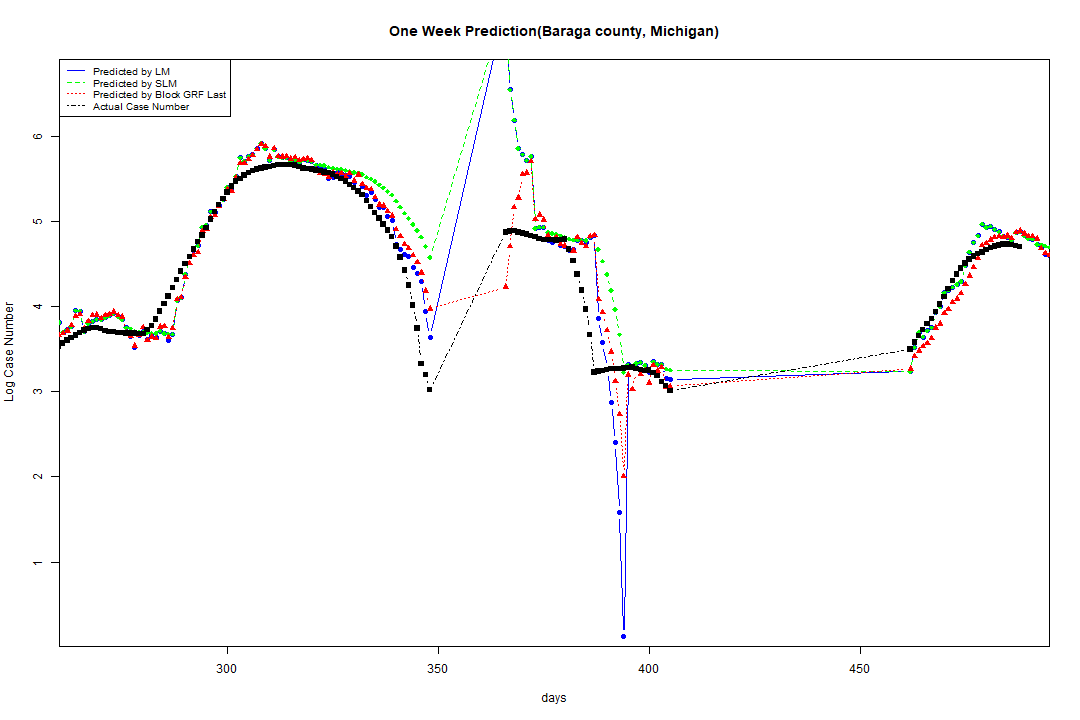 One Week Prediction(Baraga county, Michigan)
Predicted by LM
Predicted by SLM
Predicted by Block GRF Last
Actual Case Number
6
5
4
3
2
1
Log Case Number
300 350 400 450
days